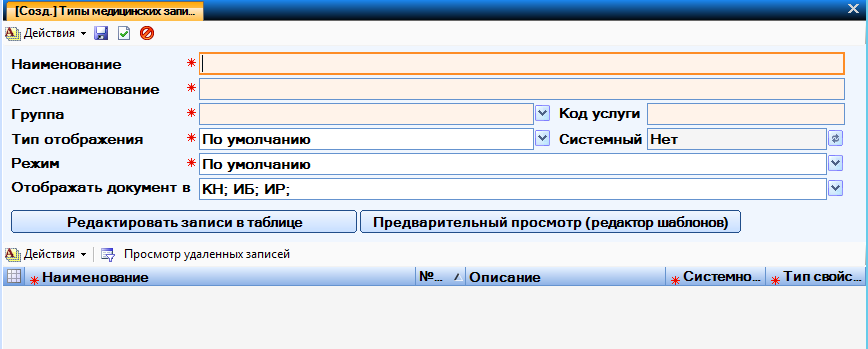 [Созд.] Типы медицинских запи...
Действия
Наименование
Сист.наименование
Группа Код услуги
Тип отображения По умолчанию Системный Нет
Режим По умолчанию
Отображать документ в КН; ИБ; ИР;
Редактировать записи в таблице Предварительный просмотр (редактор шаблонов)
Действия Просмотр удаленных записей
Наименование №... Описание Системно... Тип свойс...